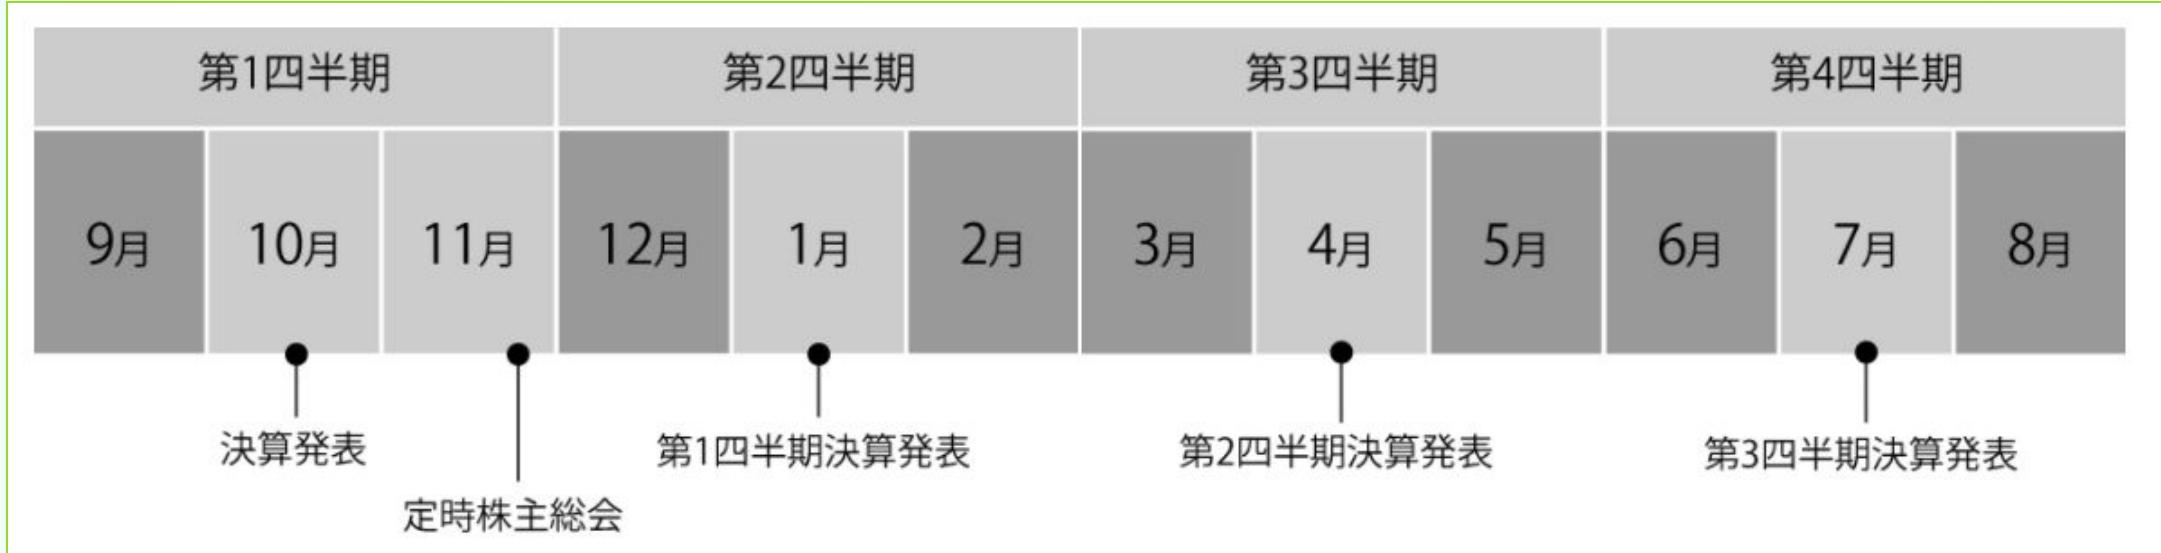 第1四半期 第2四半期 第3四半期 第4四半期
9月 10月 11月 12月 1月 2月 3月 4月 5月 6月 7月 8月
決算発表 第1四半期決算発表 第2四半期決算発表 第3四半期決算発表
定時株主総会